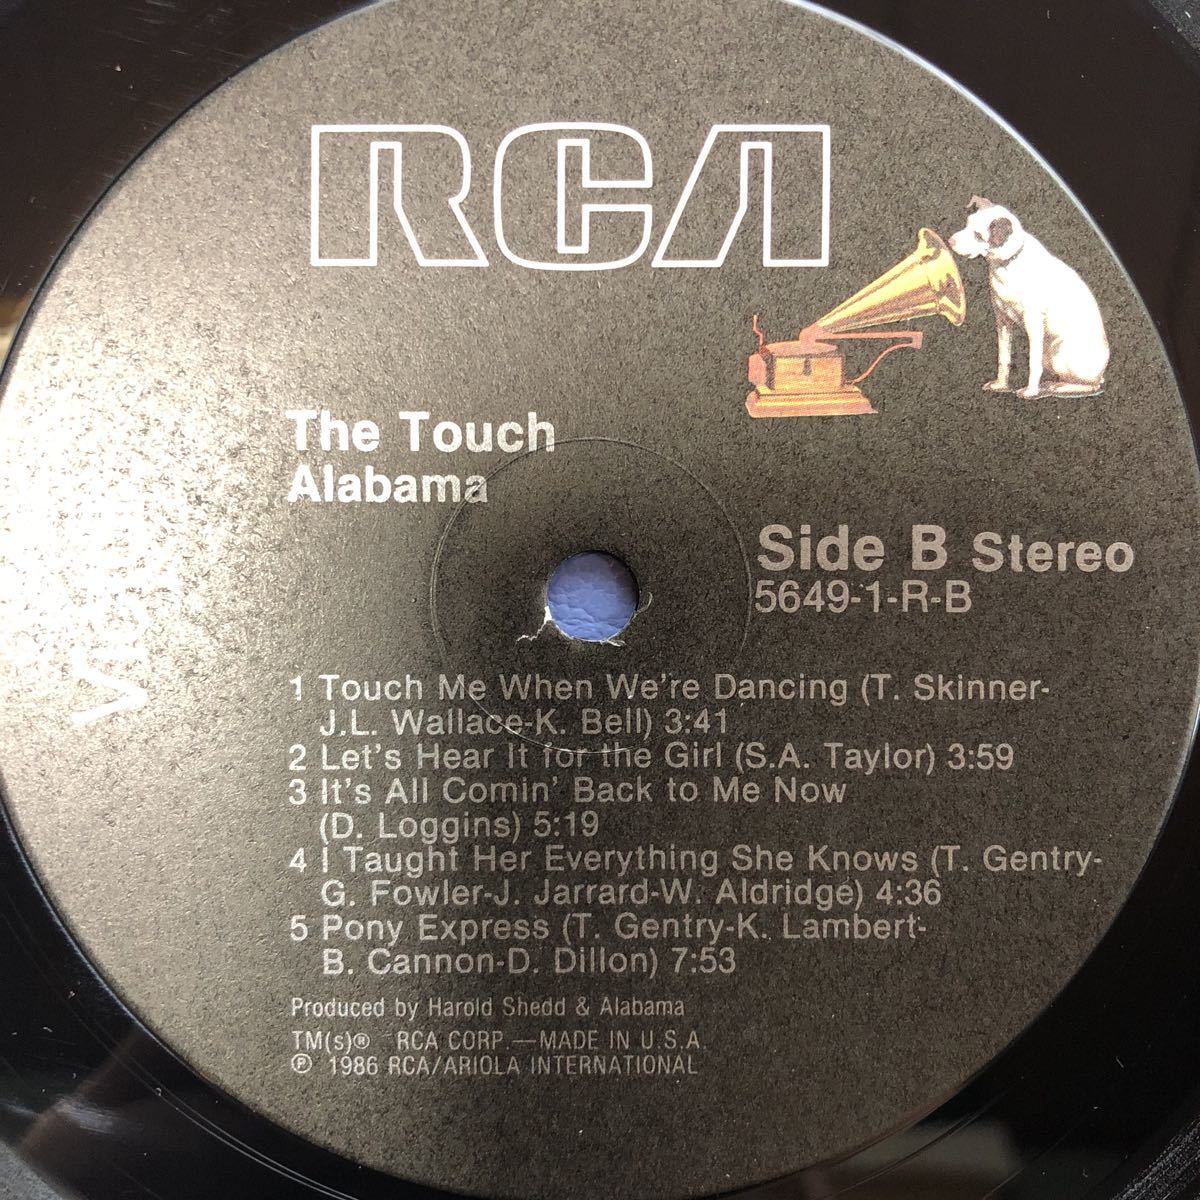 RCA
The Touch
Alabama
Side B Stereo
5649-1-R-B
1 Touch Me When We're Dancing (T. Skinner-
J.L. Wallace-K. Bell) 3:41
2 Let's Hear It for the Girl (S.A. Taylor) 3:59
3 It's All Comin' Back to Me Now
(D. Loggins) 5:19
4 I Taught Her Everything She Knows (T. Gentry-
G. Fowler-J. Jarrard-W. Aldridge) 4:36
5 Pony Express (T. Gentry-K. Lambert-
B. Cannon-D. Dillon) 7:53
Produced by Harold Shedd & Alabama
TM(s)® RCA CORP.—MADE IN U.S.A.
℗ 1986 RCA/ARIOLA INTERNATIONAL